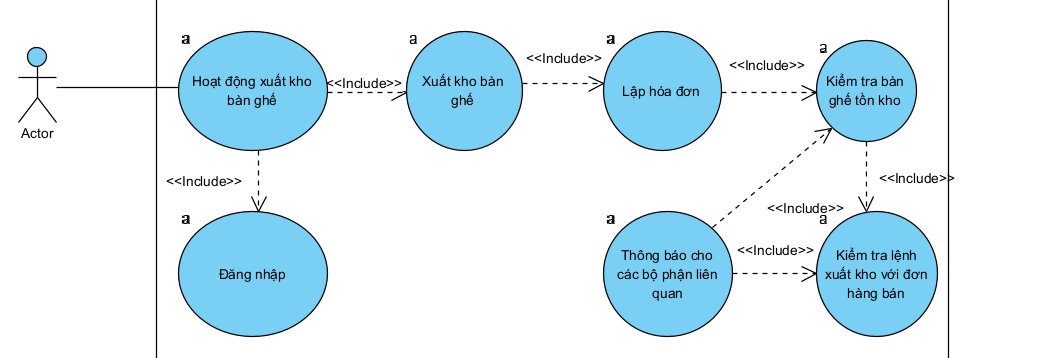 a
a
a
a
Actor
Hoạt động xuất kho
bàn ghế
<<Include>>
Xuất kho bàn
ghế
<<Include>>
Lập hóa đơn
<<Include>>
Kiểm tra bàn
ghế tồn kho
<<Include>>
<<Include>>
<<Include>>
a
a
a
Đăng nhập
Thông báo cho
các bộ phận liên
quan
<<Include>>
Kiểm tra lệnh
xuất kho với đơn
hàng bán